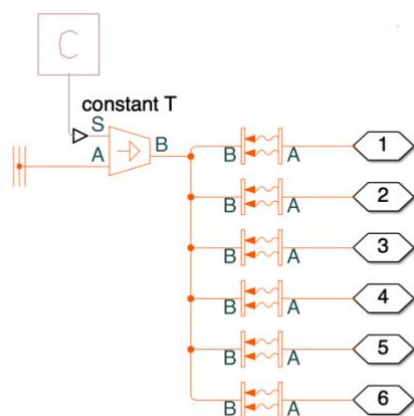 C
constant T
S
A
B
B A 1
B A 2
B A 3
B A 4
B A 5
B A 6